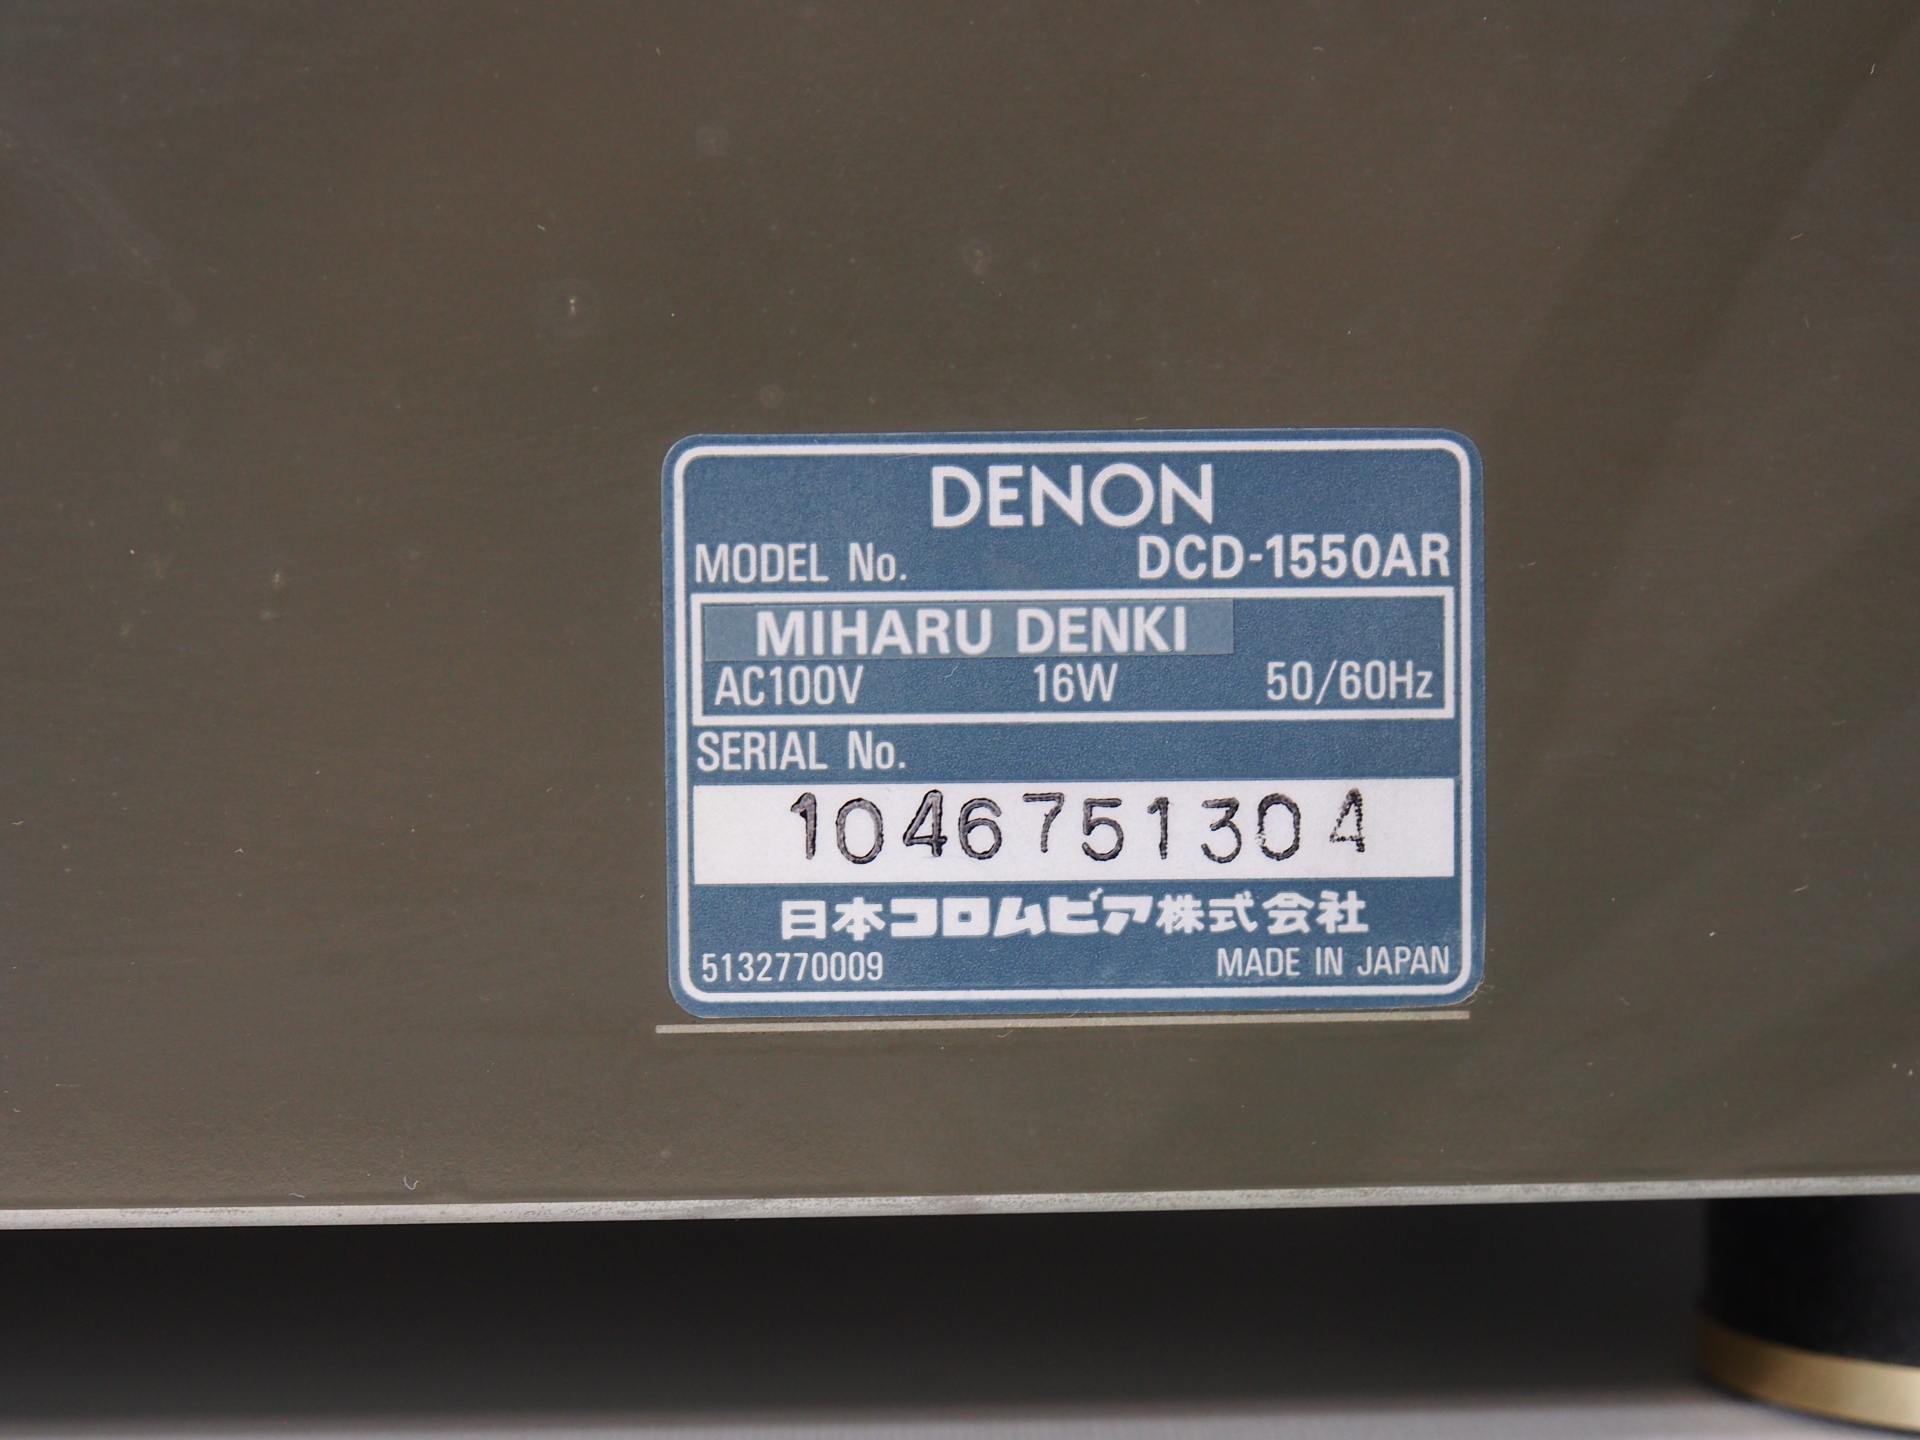 DENON
MODEL No. DCD-1550AR
MIHARU DENKI
AC100V 16W 50/60Hz
SERIAL No.
1046751304
日本コロムビア株式会社
5132770009 MADE IN JAPAN